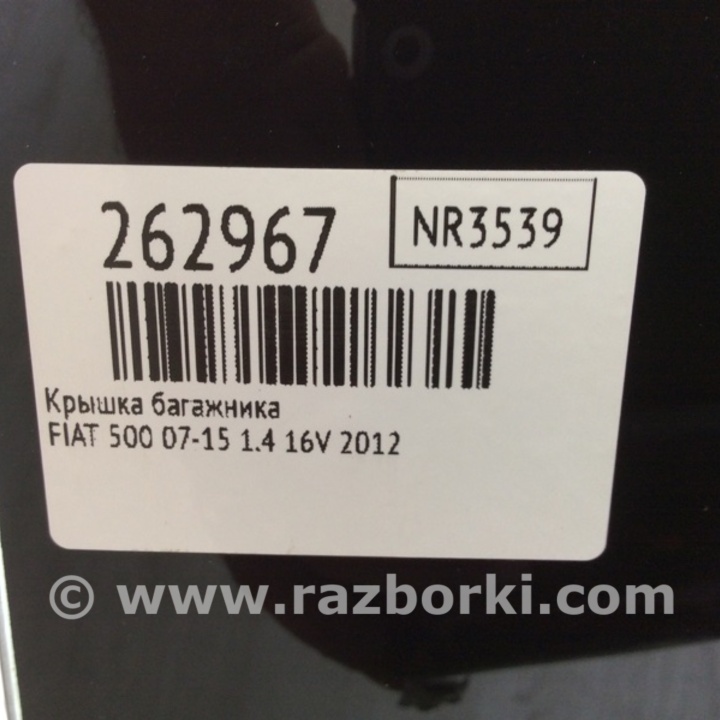 262967
NR3539
Крышка багажника
FIAT 500 07-15 1.4 16V 2012
© www.razborki.com